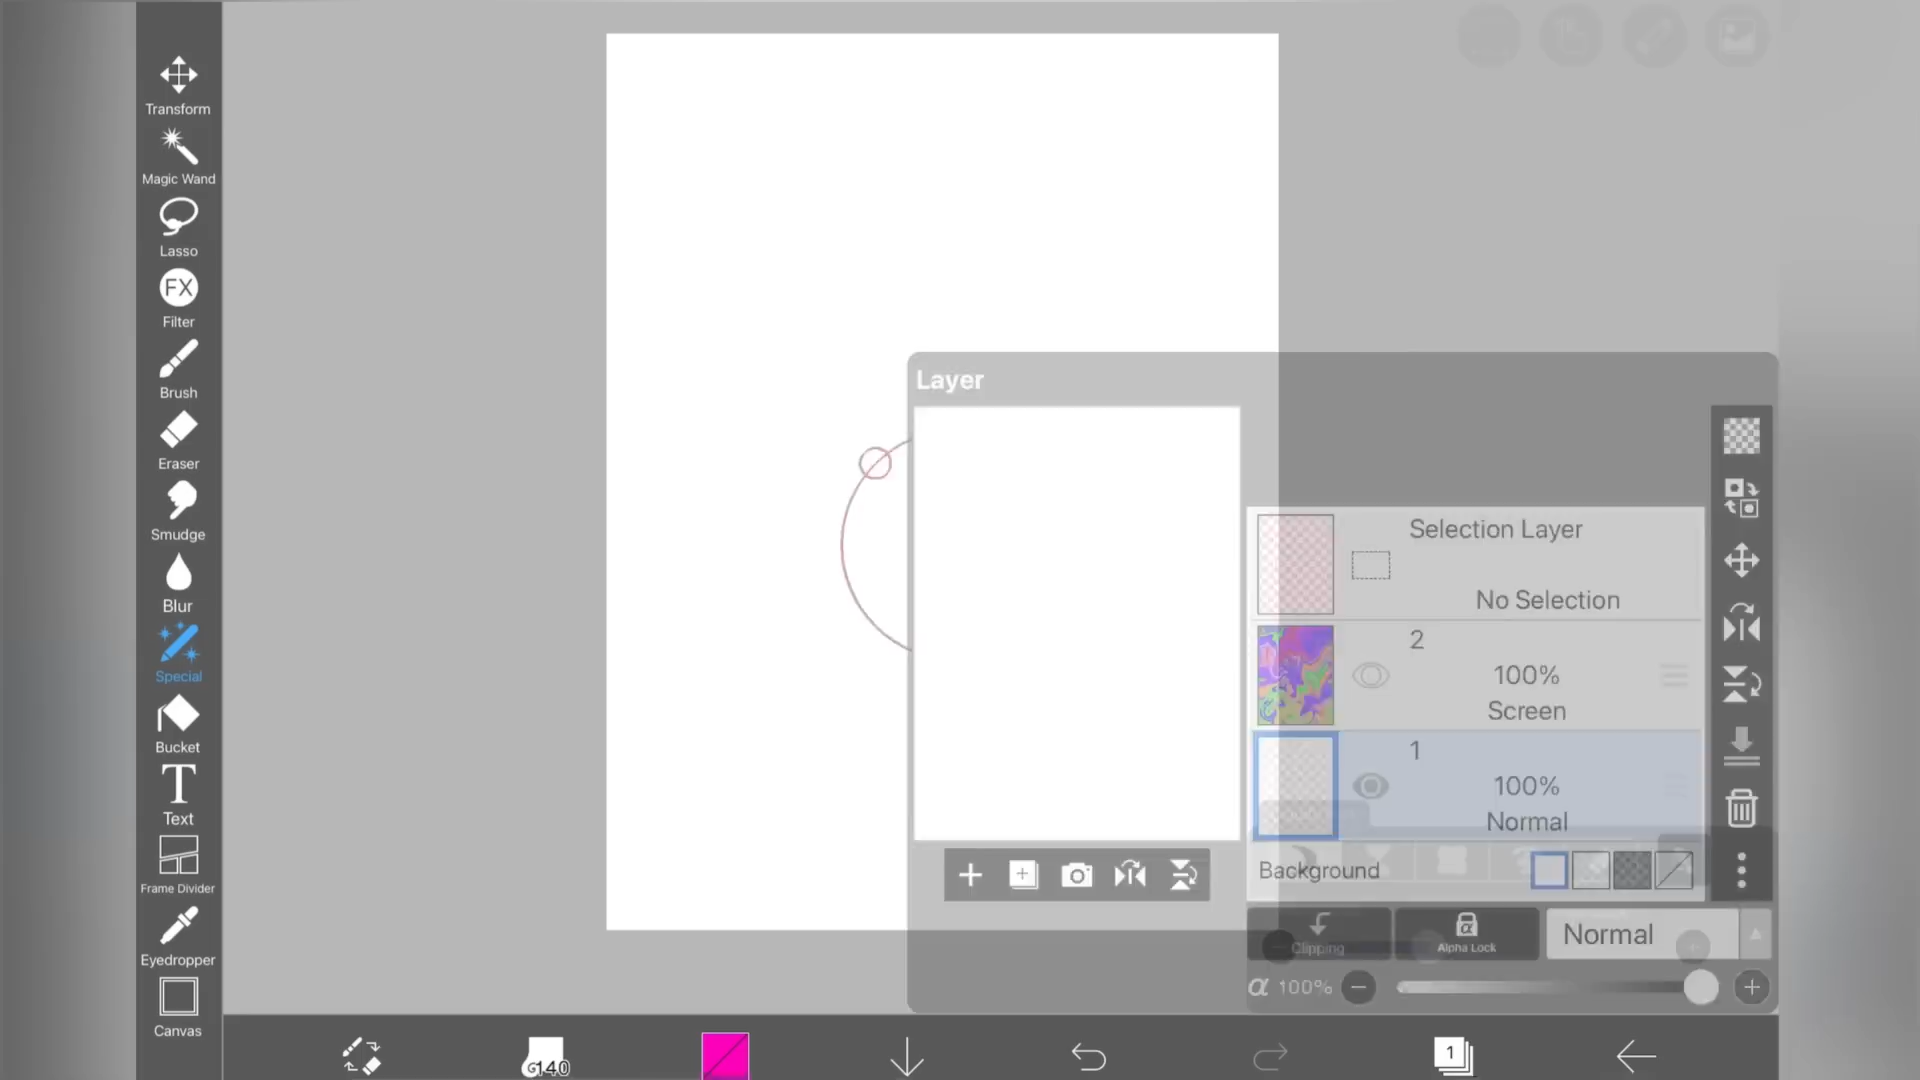 Transform
Magic Wand
Lasso
FX
Filter
Brush
Eraser
Smudge
Blur
Special
Bucket
T
Text
Frame Divider
Eyedropper
Canvas
Layer
Selection Layer
No Selection
2
100%
Screen
1
100%
Normal
Background
Clipping
α
Alpha Lock
Normal
α 100%
G140
1